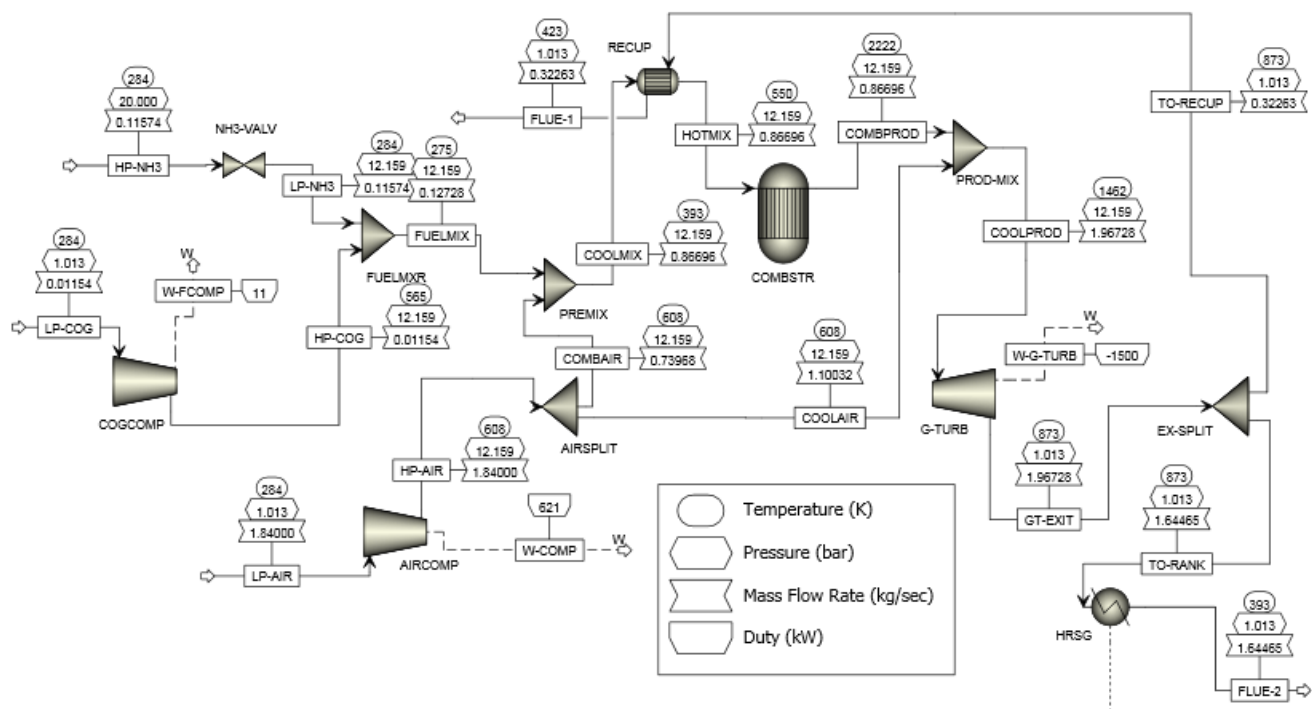 423
1.013
0.32263
FLUE-1
RECUP
2222
12.159
0.86696
COMBPROD
873
1.013
0.32263
TO-RECUP
284
20.000
0.11574
HP-NH3
NH3-VALV
284
12.159
0.11574
LP-NH3
275
12.159
0.12728
FUELMIX
550
12.159
0.86696
HOTMIX
PROD-MIX
1462
12.159
1.96728
COOLPROD
393
12.159
0.86696
COOLMIX
COMBSTR
FUELMXR
PREMIX
284
1.013
0.01154
LP-COG
W
W-FCOMP
11
COGCOMP
565
12.159
0.01154
HP-COG
608
12.159
0.73968
COMBAIR
608
12.159
1.10032
COOLAIR
W
W-G-TURB
-1500
G-TURB
EX-SPLIT
AIRSPLIT
608
12.159
1.84000
HP-AIR
873
1.013
1.96728
GT-EXIT
873
1.013
1.64465
TO-RANK
284
1.013
1.84000
LP-AIR
AIRCOMP
621
W-COMP
W
Temperature (K)
Pressure (bar)
Mass Flow Rate (kg/sec)
Duty (kW)
HRSG
393
1.013
1.64465
FLUE-2